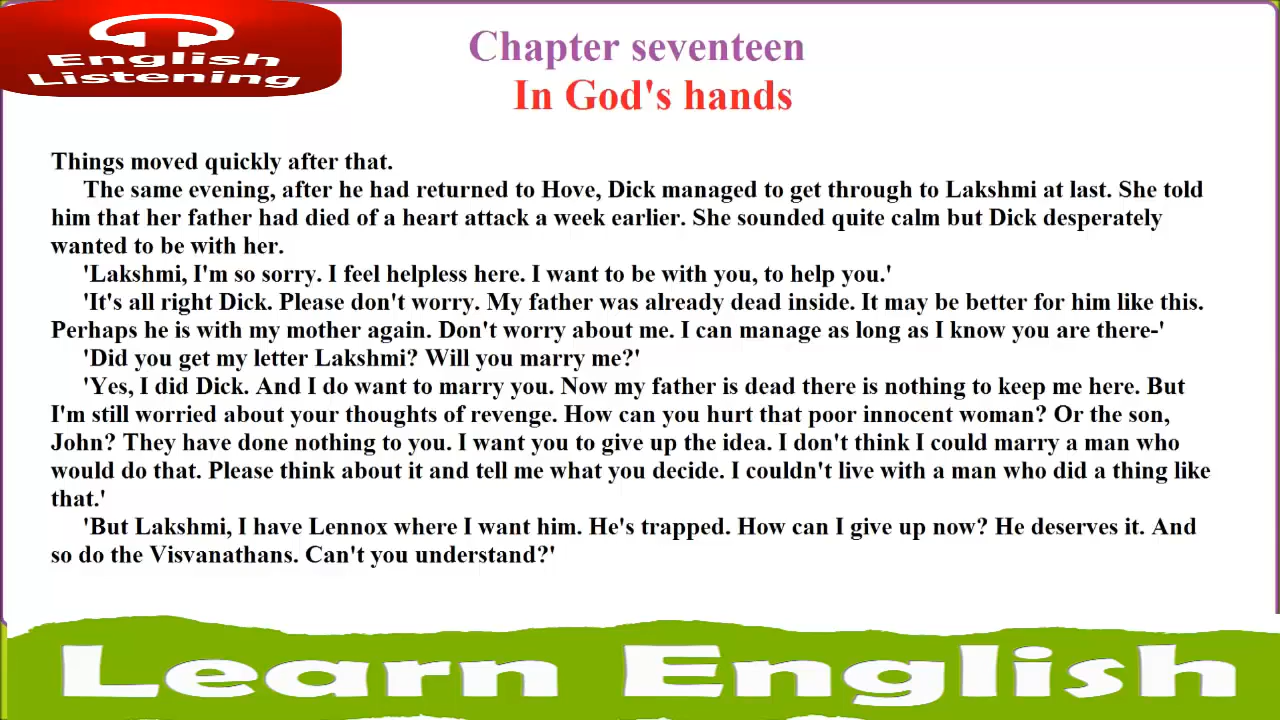 English
Listening
Chapter seventeen
In God's hands
Things moved quickly after that.
The same evening, after he had returned to Hove, Dick managed to get through to Lakshmi at last. She told
him that her father had died of a heart attack a week earlier. She sounded quite calm but Dick desperately
wanted to be with her.
'Lakshmi, I'm so sorry. I feel helpless here. I want to be with you, to help you.'
'It's all right Dick. Please don't worry. My father was already dead inside. It may be better for him like this.
Perhaps he is with my mother again. Don't worry about me. I can manage as long as I know you are there-'
'Did you get my letter Lakshmi? Will you marry me?'
'Yes, I did Dick. And I do want to marry you. Now my father is dead there is nothing to keep me here. But
I'm still worried about your thoughts of revenge. How can you hurt that poor innocent woman? Or the son,
John? They have done nothing to you. I want you to give up the idea. I don't think I could marry a man who
would do that. Please think about it and tell me what you decide. I couldn't live with a man who did a thing like
that.'
'But Lakshmi, I have Lennox where I want him. He's trapped. How can I give up now? He deserves it. And
so do the Visvanathans. Can't you understand?'
Learn English